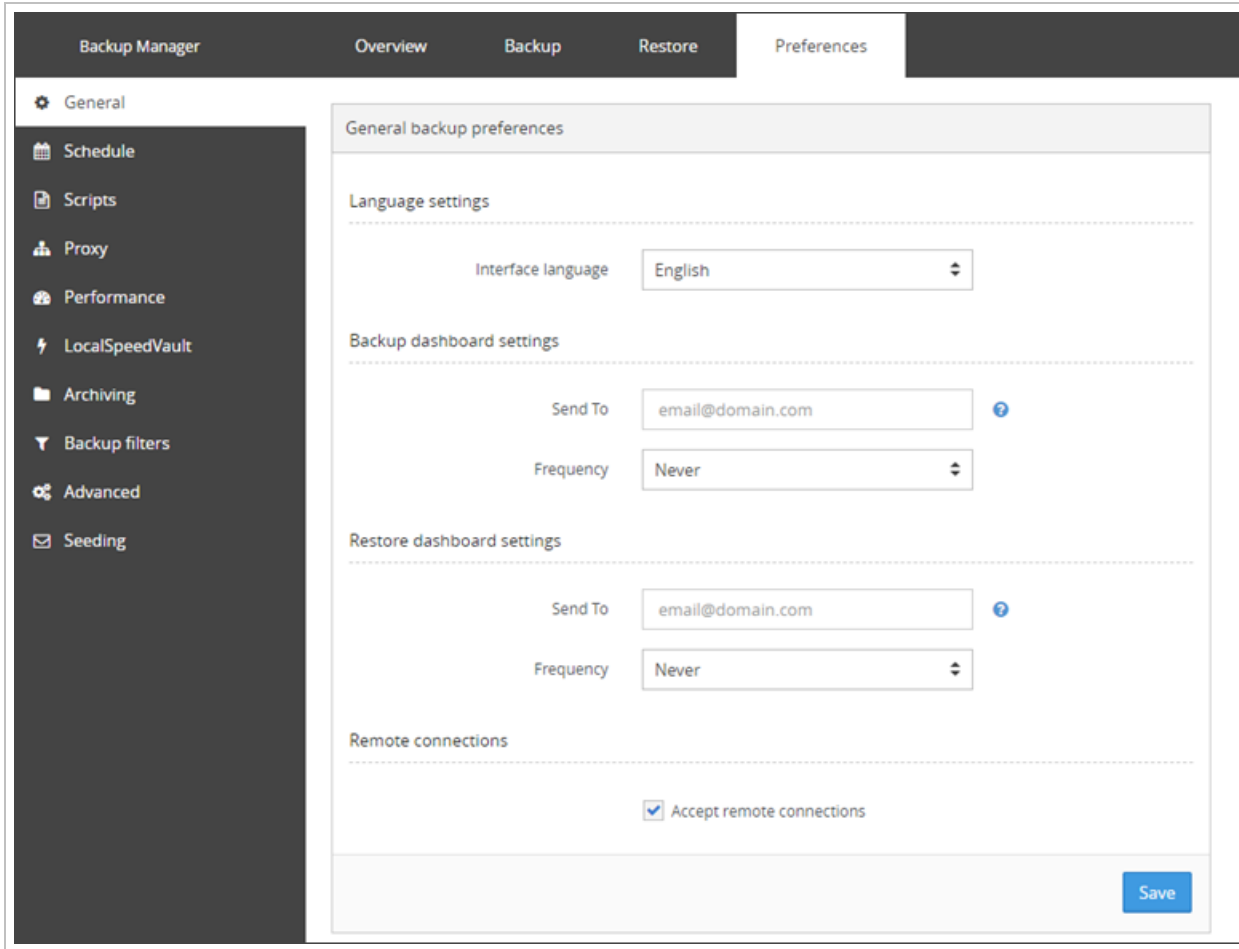 Backup Manager Overview Backup Restore Preferences
General
Schedule
Scripts
Proxy
Performance
LocalSpeedVault
Archiving
Backup filters
Advanced
Seeding
General backup preferences
Language settings
Interface language English
Backup dashboard settings
Send To email@domain.com ?
Frequency Never
Restore dashboard settings
Send To email@domain.com ?
Frequency Never
Remote connections
Accept remote connections
Save